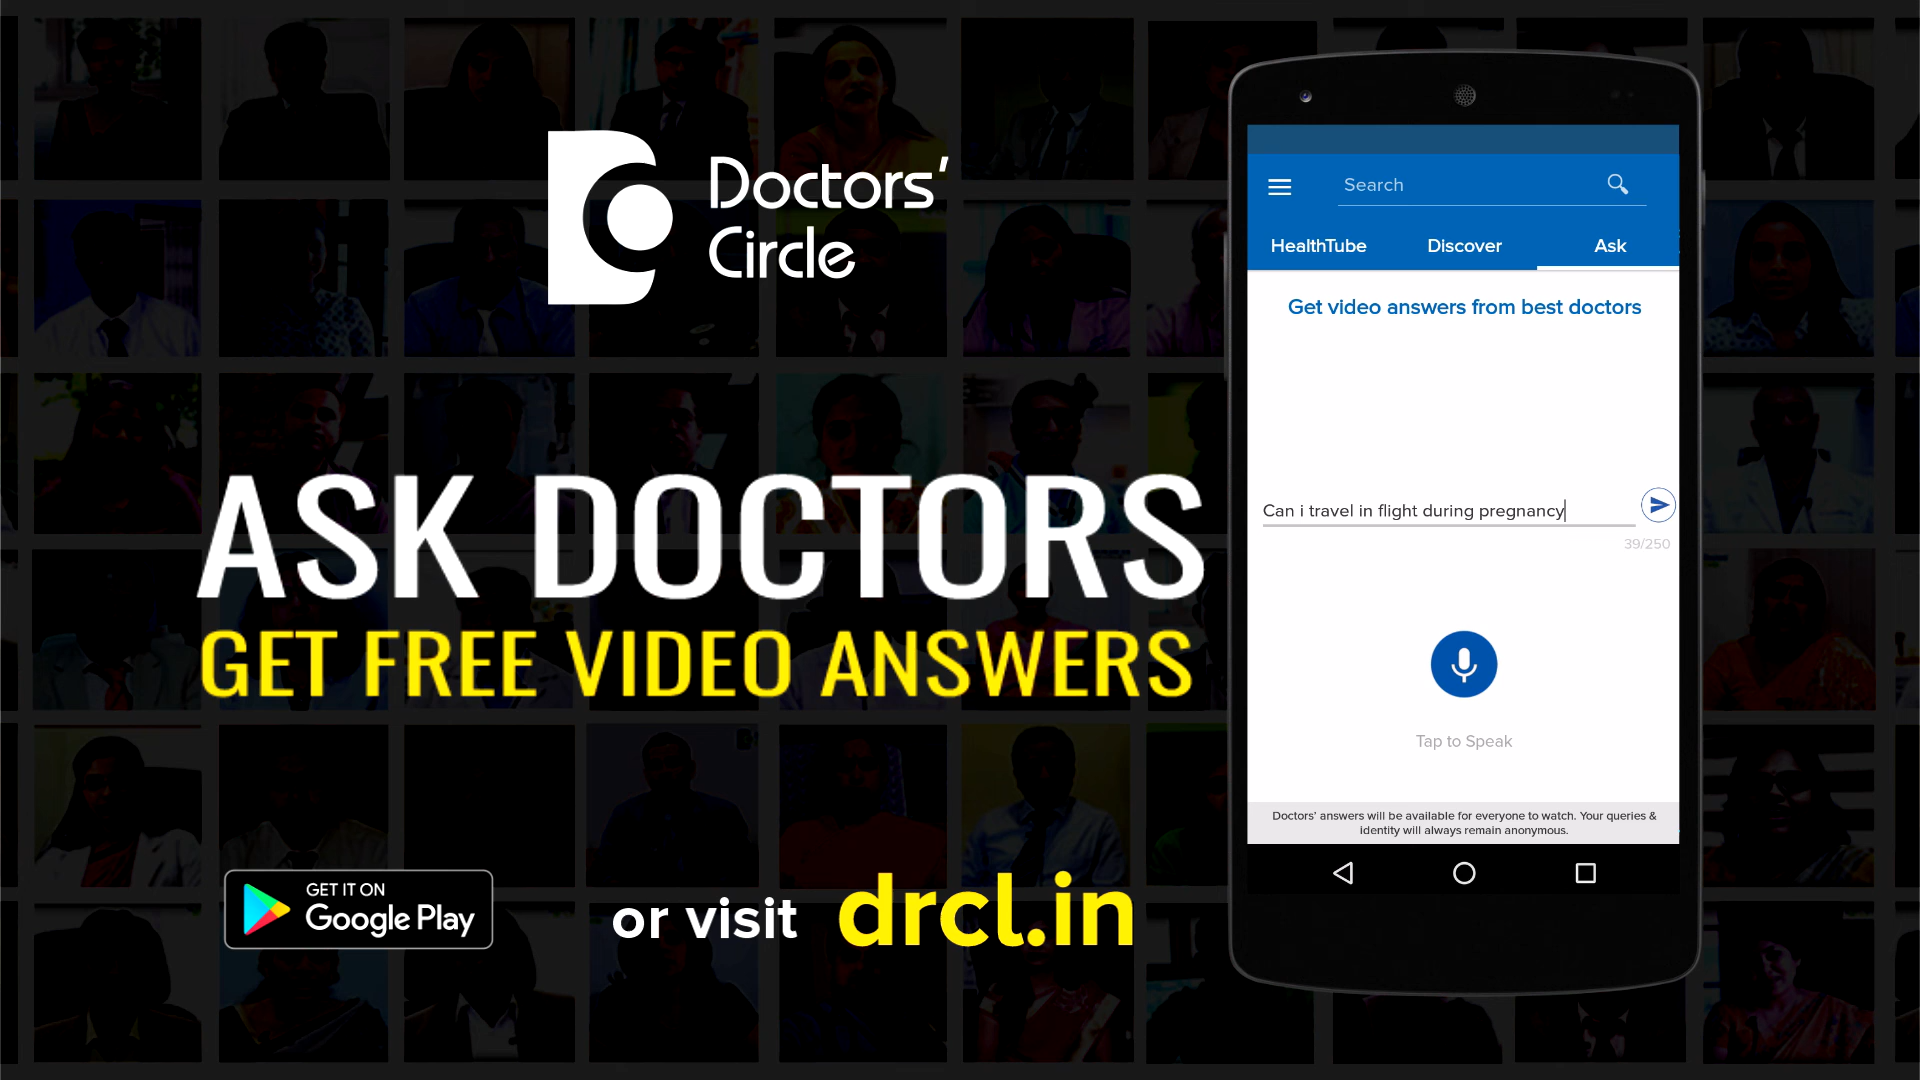 Doctors'
Circle
ASK DOCTORS
GET FREE VIDEO ANSWERS
GET IT ON
Google Play
or visit drcl.in
Search
HealthTube Discover Ask
Get video answers from best doctors
Can i travel in flight during pregnancy
39/250
Tap to Speak
Doctors' answers will be available for everyone to watch. Your queries &
identity will always remain anonymous.